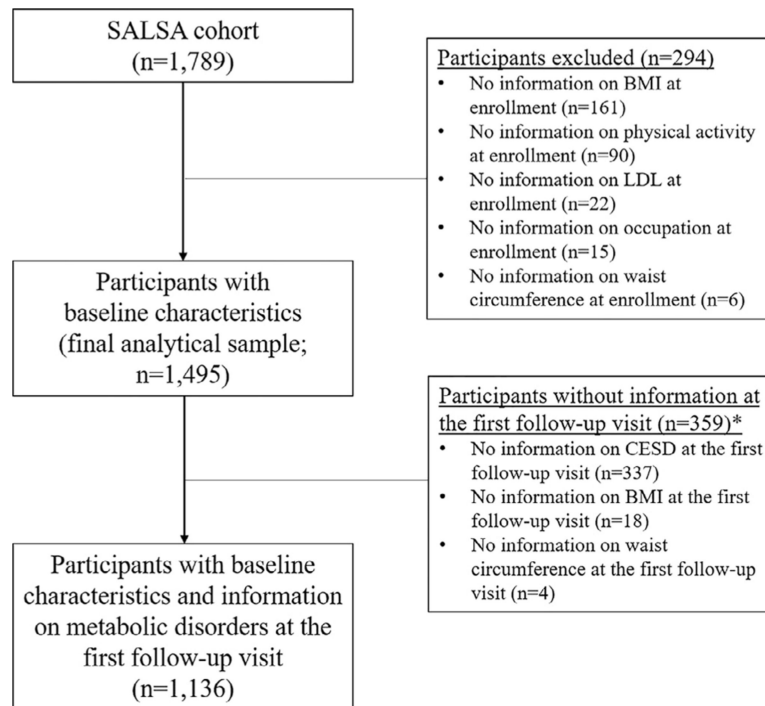 SALSA cohort
(n=1,789)
Participants excluded (n=294)
• No information on BMI at
enrollment (n=161)
• No information on physical activity
at enrollment (n=90)
• No information on LDL at
enrollment (n=22)
• No information on occupation at
enrollment (n=15)
• No information on waist
circumference at enrollment (n=6)
Participants with
baseline characteristics
(final analytical sample;
n=1,495)
Participants without information at
the first follow-up visit (n=359)*
• No information on CESD at the first
follow-up visit (n=337)
• No information on BMI at the first
follow-up visit (n=18)
• No information on waist
circumference at the first follow-up
visit (n=4)
Participants with baseline
characteristics and information
on metabolic disorders at the
first follow-up visit
(n=1,136)